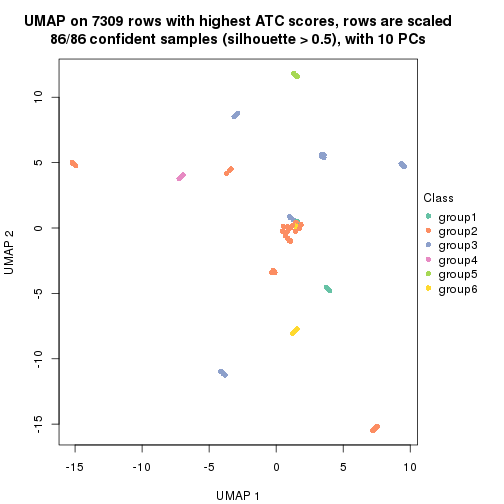 UMAP on 7309 rows with highest ATC scores, rows are scaled
86/86 confident samples (silhouette > 0.5), with 10 PCs
10
5
0
-5
-10
-15
UMAP 2
-15
-10
-5
0
5
10
UMAP 1
Class
group1
group2
group3
group4
group5
group6